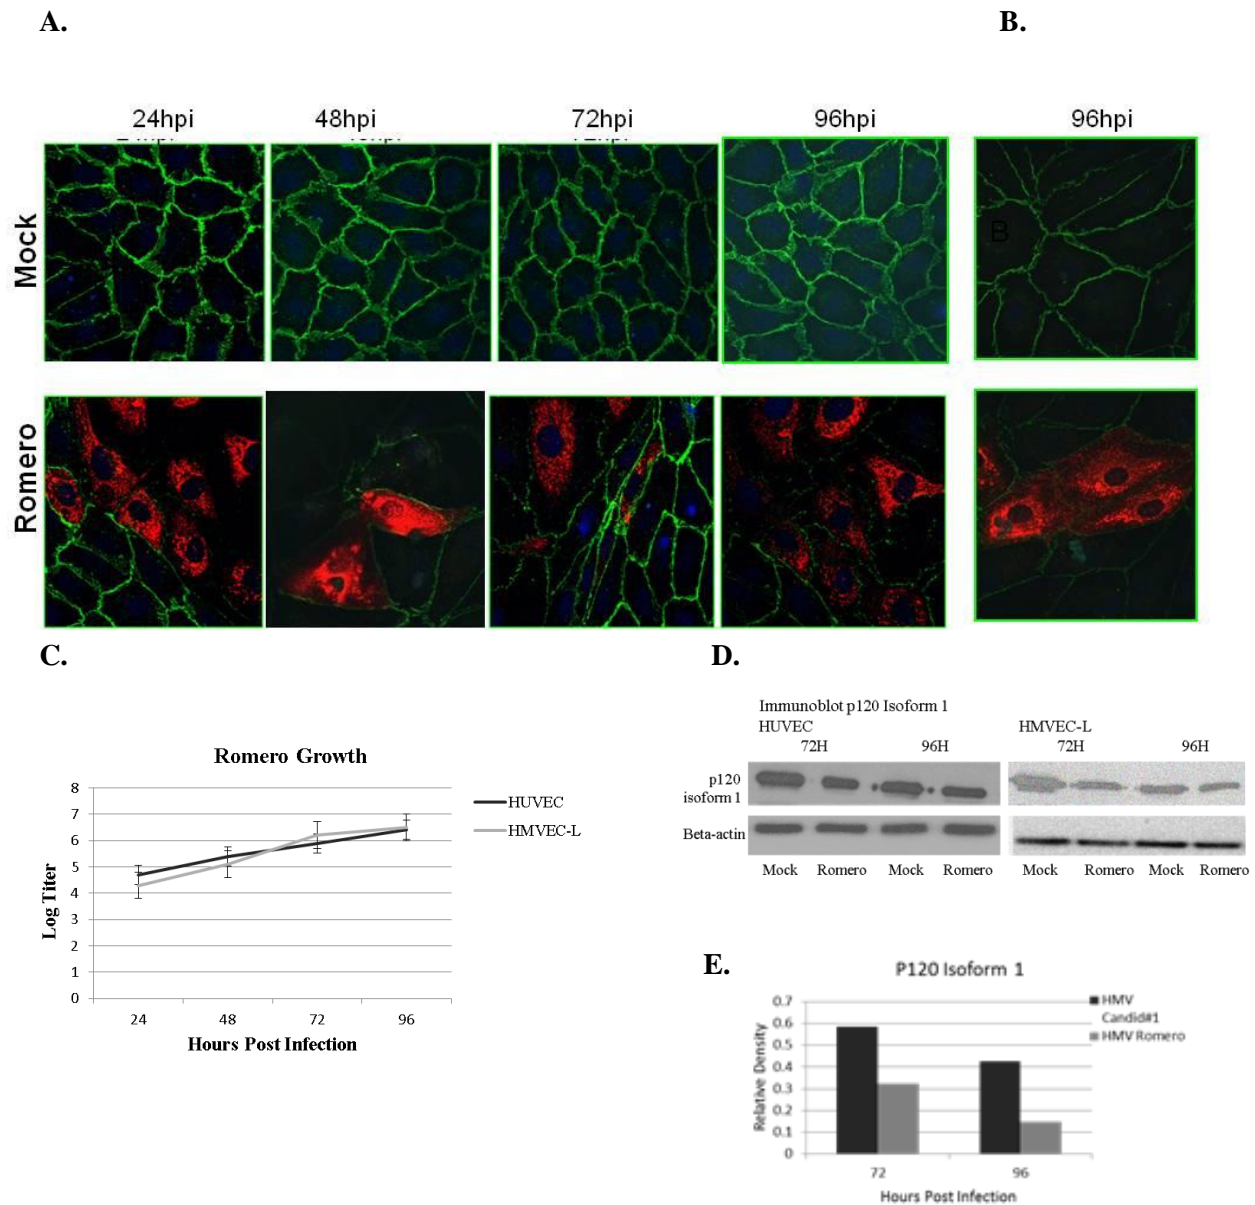 A.
B.
24hpi 48hpi 72hpi 96hpi 96hpi
Mock
B
Romero
C.
D.
Immunoblot p120 Isoform 1
HUVEC HMVEC-L
72H 96H 72H 96H
p120
isoform 1
Beta-actin
Mock Romero Mock Romero Mock Romero Mock Romero
Romero Growth
8
7
6
5
4
3
2
1
0
Log Titer
24 48 72 96
Hours Post Infection
HUVEC
HMVEC-L
E.
P120 Isoform 1
0.7
0.6
0.5
0.4
0.3
0.2
0.1
0
Relative Density
72 96
Hours Post Infection
HMV
Candid#1
HMV Romero